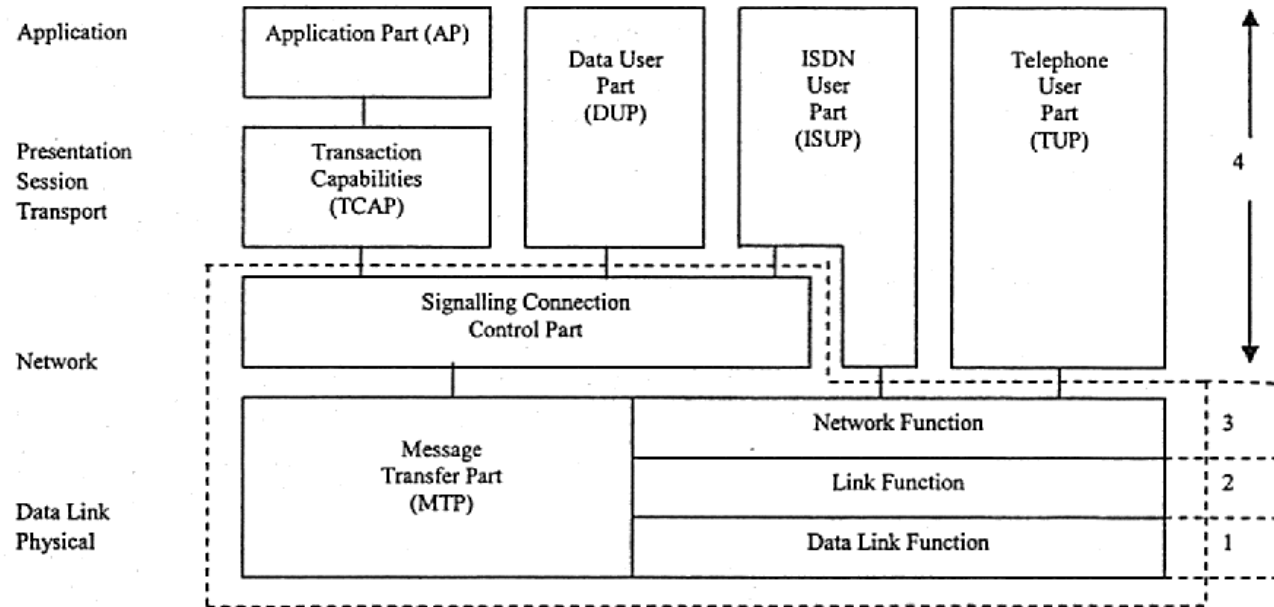 Application
Application Part (AP)
Data User
Part
(DUP)
ISDN
User
Part
(ISUP)
Telephone
User
Part
(TUP)
Presentation
Session
Transport
Transaction
Capabilities
(TCAP)
4
Signalling Connection
Control Part
Network
Message
Transfer Part
(MTP)
Network Function
3
Link Function
2
Data Link
Physical
Data Link Function
1